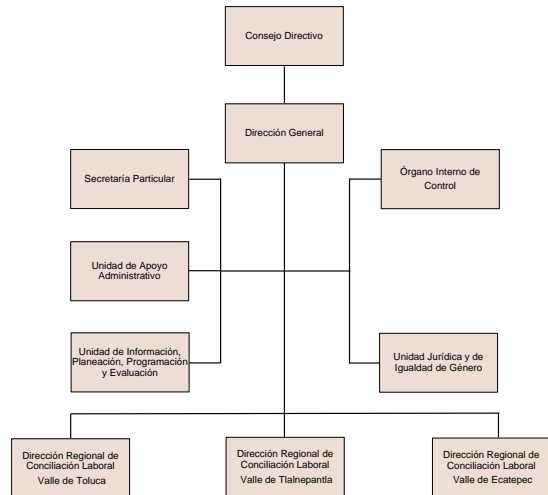 Consejo Directivo
Dirección General
Secretaría Particular
Órgano Interno de
Control
Unidad de Apoyo
Administrativo
Unidad de Información,
Planeación, Programación
y Evaluación
Unidad Jurídica y de
Igualdad de Género
Dirección Regional de
Conciliación Laboral
Valle de Toluca
Dirección Regional de
Conciliación Laboral
Valle de Tlalnepantla
Dirección Regional de
Conciliación Laboral
Valle de Ecatepec